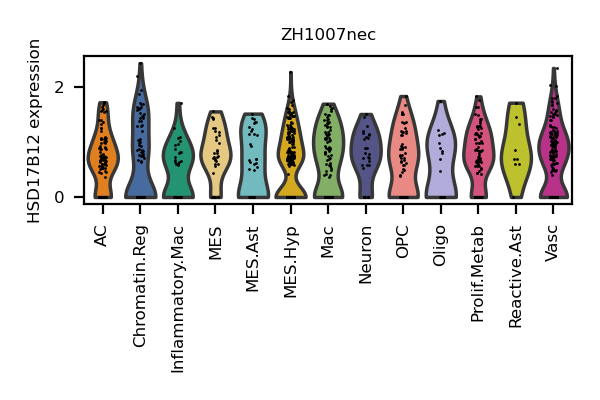 ZH1007nec
HSD17B12 expression
2
0
AC
Chromatin.Reg
Inflammatory.Mac
MES
MES.Ast
MES.Hyp
Mac
Neuron
OPC
Oligo
Prolif.Metab
Reactive.Ast
Vasc